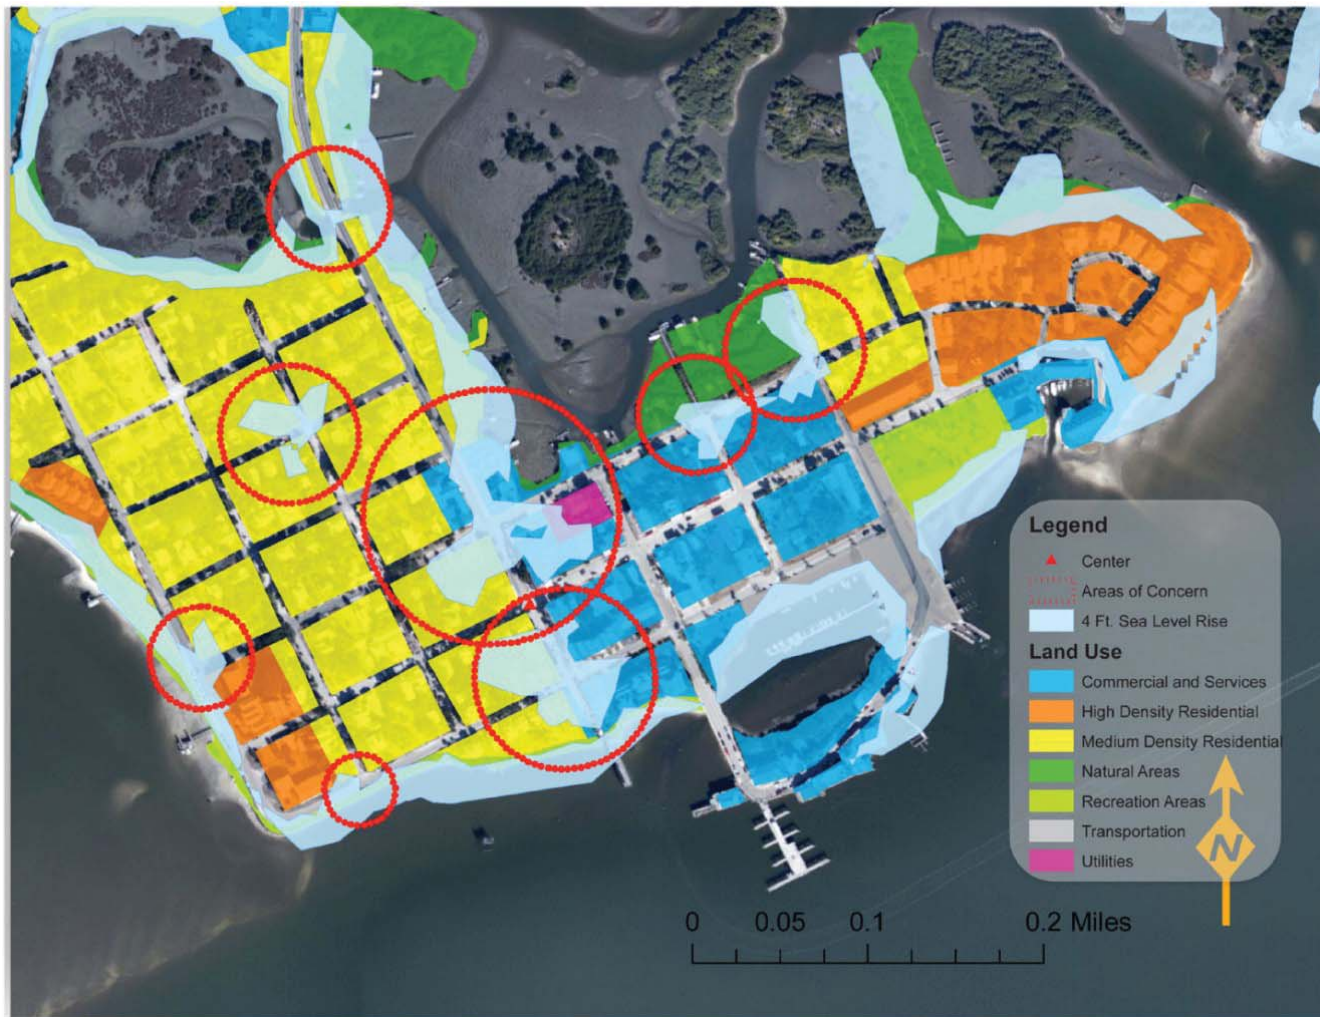 Legend
Center
Areas of Concern
4 Ft. Sea Level Rise
Land Use
Commercial and Services
High Density Residential
Medium Density Residential
Natural Areas
Recreation Areas
Transportation
Utilities
N
0 0.05 0.1 0.2 Miles